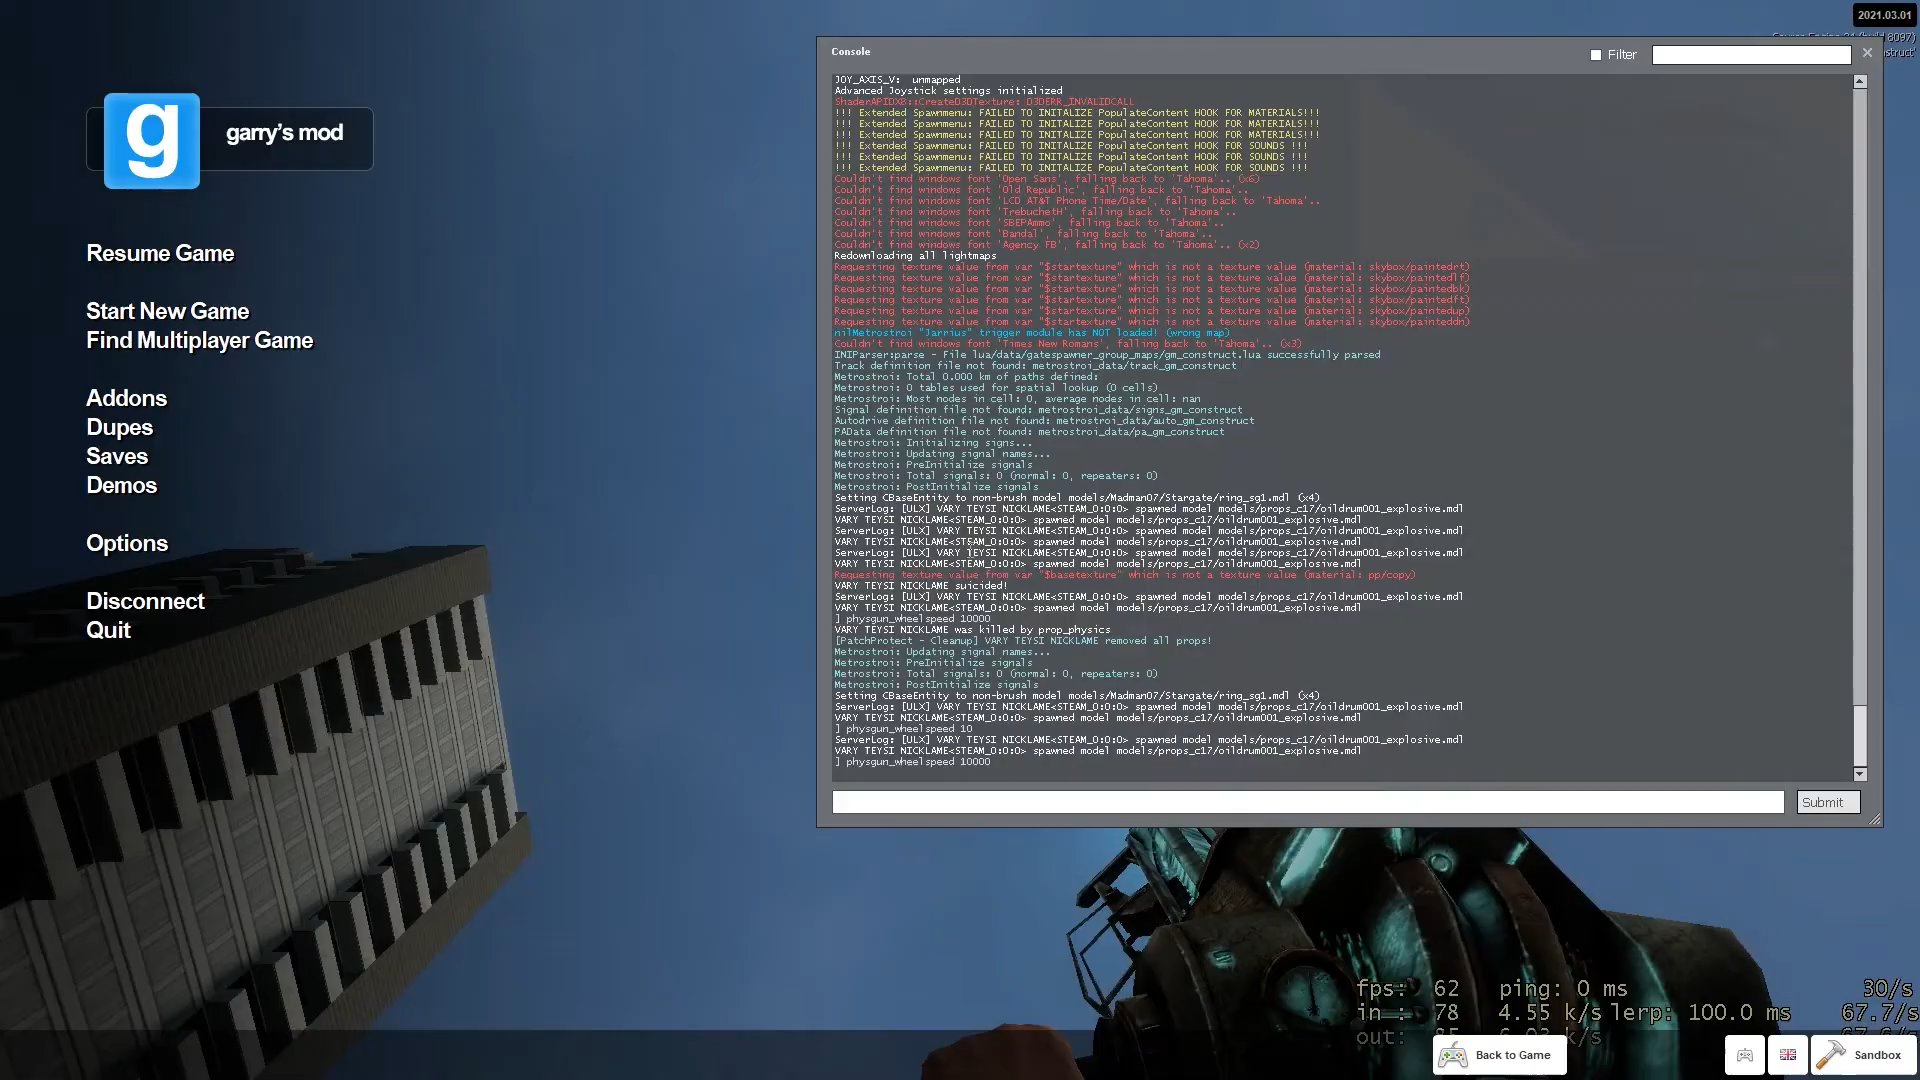 2021.03.01
g
garry's mod
Resume Game
Start New Game
Find Multiplayer Game
Addons
Dupes
Saves
Demos
Options
Disconnect
Quit
Console
Filter
JOY_AXIS_V:  unmapped
Advanced Joystick settings initialized
ShaderAPIDX8::CreateD3DTexture: D3DERR_INVALIDCALL
!!! Extended Spawnmenu: FAILED TO INITALIZE PopulateContent HOOK FOR MATERIALS!!!
!!! Extended Spawnmenu: FAILED TO INITALIZE PopulateContent HOOK FOR MATERIALS!!!
!!! Extended Spawnmenu: FAILED TO INITALIZE PopulateContent HOOK FOR MATERIALS!!!
!!! Extended Spawnmenu: FAILED TO INITALIZE PopulateContent HOOK FOR SOUNDS !!!
!!! Extended Spawnmenu: FAILED TO INITALIZE PopulateContent HOOK FOR SOUNDS !!!
!!! Extended Spawnmenu: FAILED TO INITALIZE PopulateContent HOOK FOR SOUNDS !!!
Couldn't find windows font 'Open Sans', falling back to 'Tahoma'.. (x6)
Couldn't find windows font 'Old Republic', falling back to 'Tahoma'..
Couldn't find windows font 'LCD AT&T Phone Time/Date', falling back to 'Tahoma'..
Couldn't find windows font 'TrebuchetH', falling back to 'Tahoma'..
Couldn't find windows font 'SBEPAmmo', falling back to 'Tahoma'..
Couldn't find windows font 'Bandal', falling back to 'Tahoma'..
Couldn't find windows font 'Agency FB', falling back to 'Tahoma'.. (x2)
Redownloading all lightmaps
Requesting texture value from var "$startexture" which is not a texture value (material: skybox/paintedrt)
Requesting texture value from var "$startexture" which is not a texture value (material: skybox/paintedlf)
Requesting texture value from var "$startexture" which is not a texture value (material: skybox/paintedbk)
Requesting texture value from var "$startexture" which is not a texture value (material: skybox/paintedft)
Requesting texture value from var "$startexture" which is not a texture value (material: skybox/paintedup)
Requesting texture value from var "$startexture" which is not a texture value (material: skybox/painteddn)
nilMetrostroi "Jarrius" trigger module has NOT loaded! (wrong map)
Couldn't find windows font 'Times New Romans', falling back to 'Tahoma'.. (x3)
INIParser:parse - File lua/data/gatespawner_group_maps/gm_construct.lua successfully parsed
Track definition file not found: metrostroi_data/track_gm_construct
Metrostroi: Total 0.000 km of paths defined:
Metrostroi: 0 tables used for spatial lookup (0 cells)
Metrostroi: Most nodes in cell: 0, average nodes in cell: nan
Signal definition file not found: metrostroi_data/signs_gm_construct
Autodrive definition file not found: metrostroi_data/auto_gm_construct
PAData definition file not found: metrostroi_data/pa_gm_construct
Metrostroi: Initializing signs...
Metrostroi: Updating signal names...
Metrostroi: PreInitialize signals
Metrostroi: Total signals: 0 (normal: 0, repeaters: 0)
Metrostroi: PostInitialize signals
Setting CBaseEntity to non-brush model models/Madman07/Stargate/ring_sg1.mdl (x4)
ServerLog: [ULX] VARY TEYSI NICKLAME<STEAM_0:0:0> spawned model models/props_c17/oildrum001_explosive.mdl
VARY TEYSI NICKLAME<STEAM_0:0:0> spawned model models/props_c17/oildrum001_explosive.mdl
ServerLog: [ULX] VARY TEYSI NICKLAME<STEAM_0:0:0> spawned model models/props_c17/oildrum001_explosive.mdl
VARY TEYSI NICKLAME<STEAM_0:0:0> spawned model models/props_c17/oildrum001_explosive.mdl
ServerLog: [ULX] VARY TEYSI NICKLAME<STEAM_0:0:0> spawned model models/props_c17/oildrum001_explosive.mdl
VARY TEYSI NICKLAME<STEAM_0:0:0> spawned model models/props_c17/oildrum001_explosive.mdl
Requesting texture value from var "$basetexture" which is not a texture value (material: pp/copy)
VARY TEYSI NICKLAME suicided!
ServerLog: [ULX] VARY TEYSI NICKLAME<STEAM_0:0:0> spawned model models/props_c17/oildrum001_explosive.mdl
VARY TEYSI NICKLAME<STEAM_0:0:0> spawned model models/props_c17/oildrum001_explosive.mdl
] physgun_wheelspeed 10000
VARY TEYSI NICKLAME was killed by prop_physics
[PatchProtect - Cleanup] VARY TEYSI NICKLAME removed all props!
Metrostroi: Updating signal names...
Metrostroi: PreInitialize signals
Metrostroi: Total signals: 0 (normal: 0, repeaters: 0)
Metrostroi: PostInitialize signals
Setting CBaseEntity to non-brush model models/Madman07/Stargate/ring_sg1.mdl (x4)
ServerLog: [ULX] VARY TEYSI NICKLAME<STEAM_0:0:0> spawned model models/props_c17/oildrum001_explosive.mdl
VARY TEYSI NICKLAME<STEAM_0:0:0> spawned model models/props_c17/oildrum001_explosive.mdl
] physgun_wheelspeed 10
ServerLog: [ULX] VARY TEYSI NICKLAME<STEAM_0:0:0> spawned model models/props_c17/oildrum001_explosive.mdl
VARY TEYSI NICKLAME<STEAM_0:0:0> spawned model models/props_c17/oildrum001_explosive.mdl
] physgun_wheelspeed 10000
Submit
fps: 62 ping: 0 ms 30/s
in : 78 4.55 k/s lerp: 100.0 ms 67.7/s
out: k/s
Back to Game
Sandbox